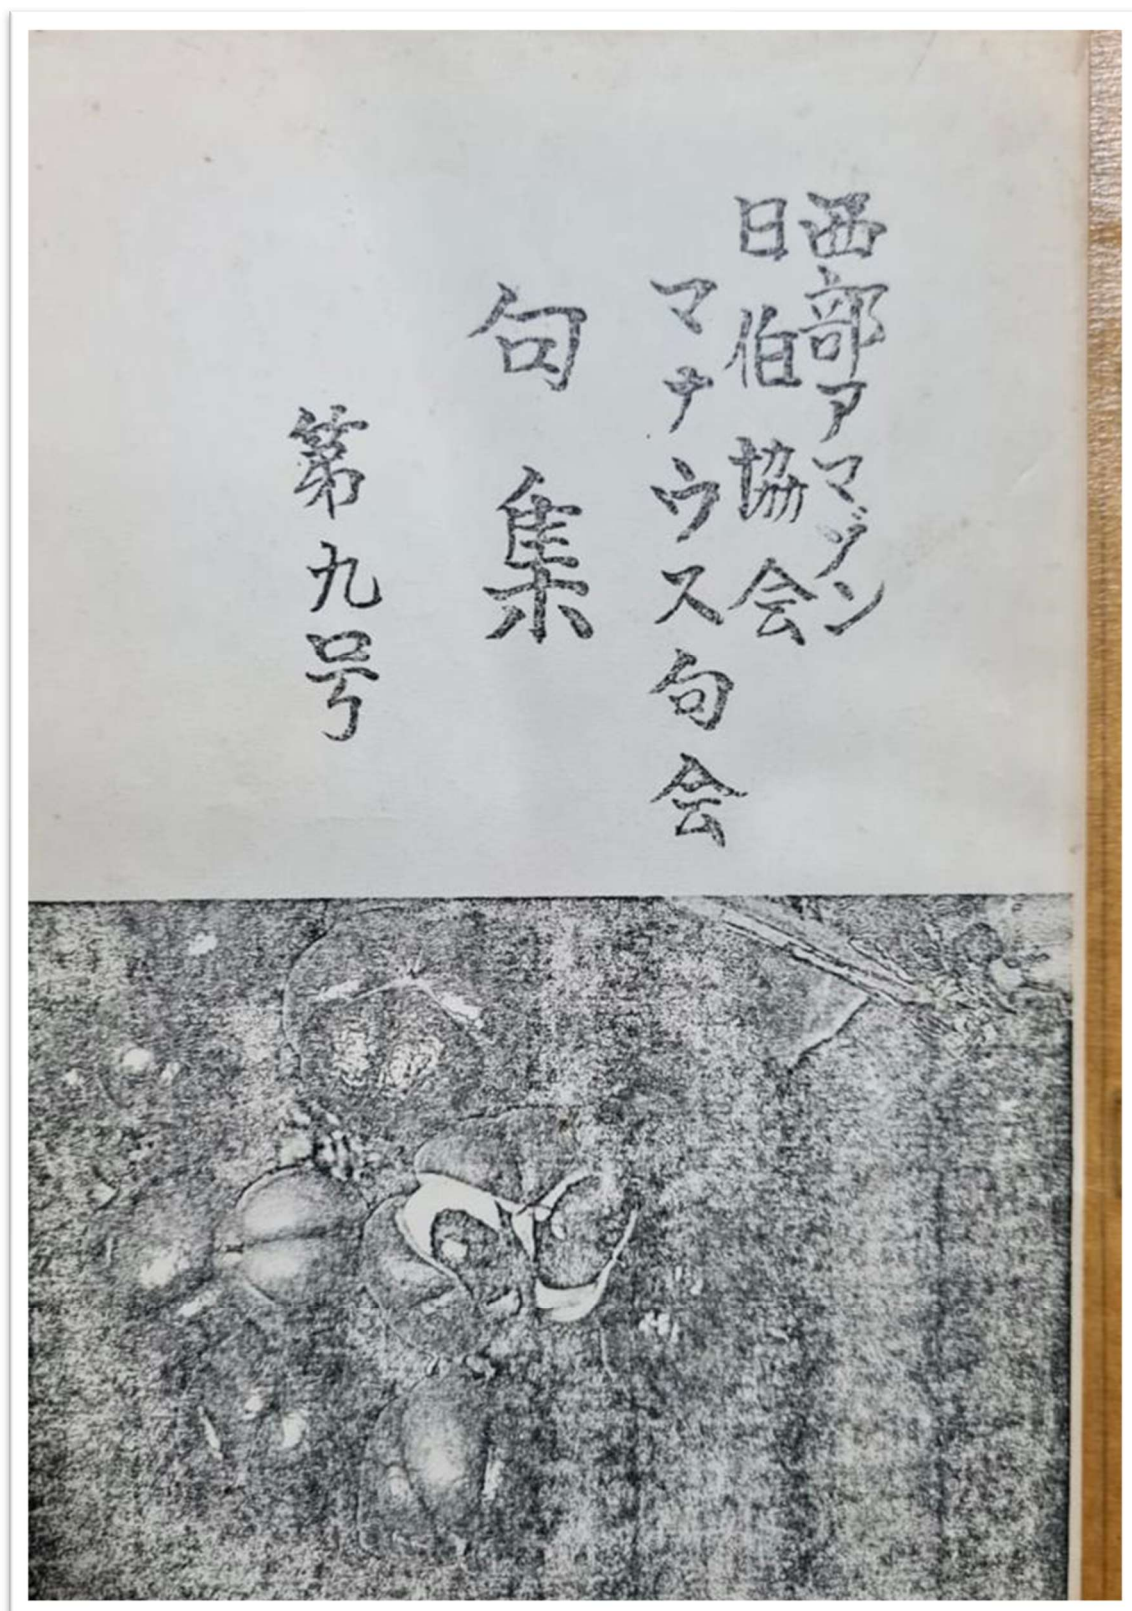 西部アマゾン
日伯協会
マナウス句会
句集
第九号